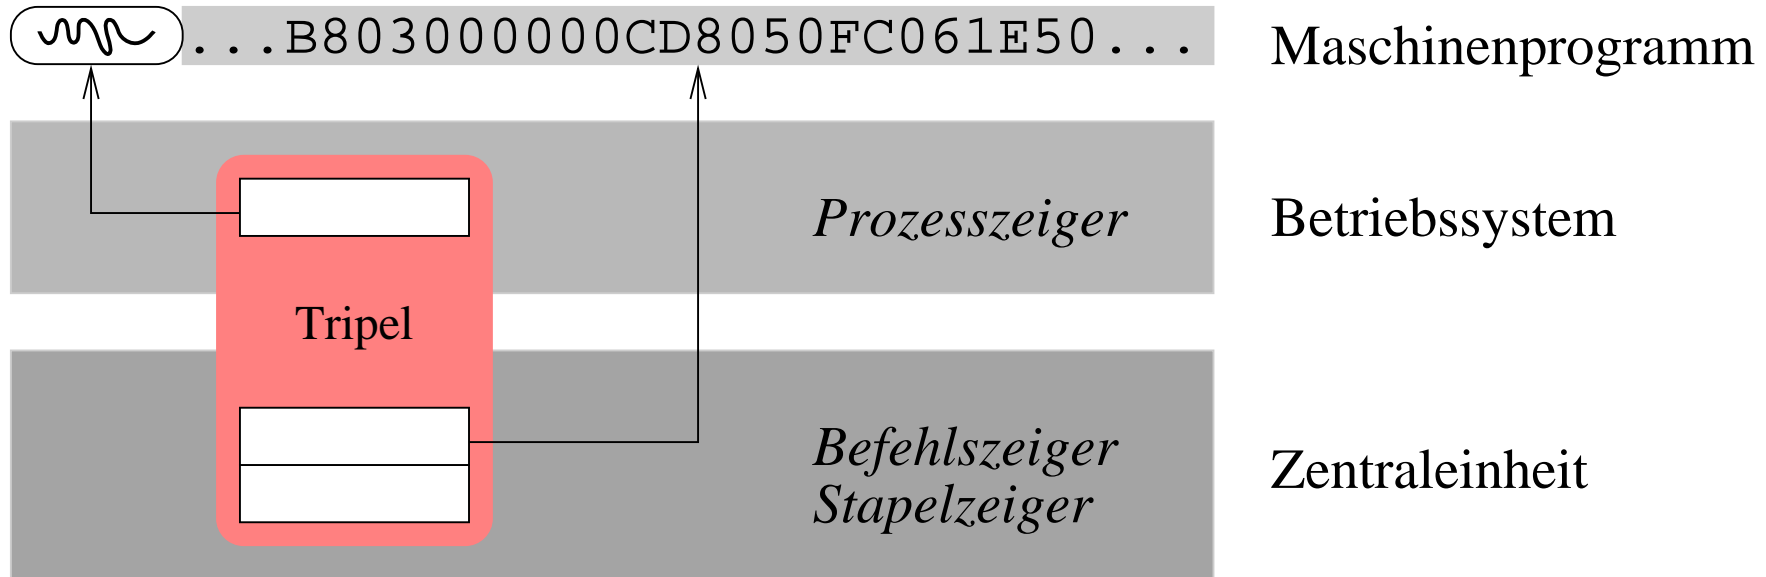 ...B803000000CD8050FC061E50... Maschinenprogramm
Prozesszeiger Betriebssystem
Tripel
Befehlszeiger
Stapelzeiger
Zentraleinheit